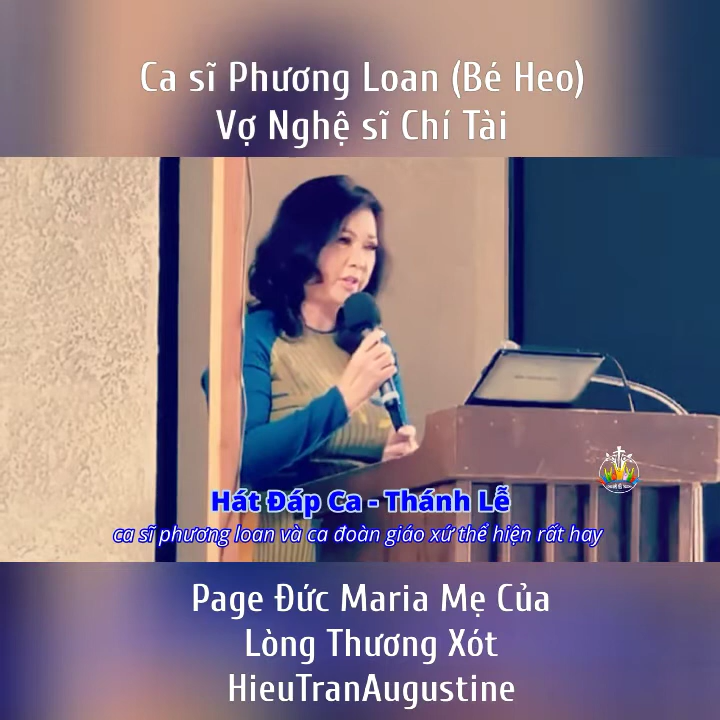 Ca sĩ Phương Loan (Bé Heo)
Vợ Nghệ sĩ Chí Tài
Hát Đáp Ca - Thánh Lễ
ca sĩ phương loan và ca đoàn giáo xứ thể hiện rất hay
Page Đức Maria Mẹ Của
Lòng Thương Xót
HieuTranAugustine